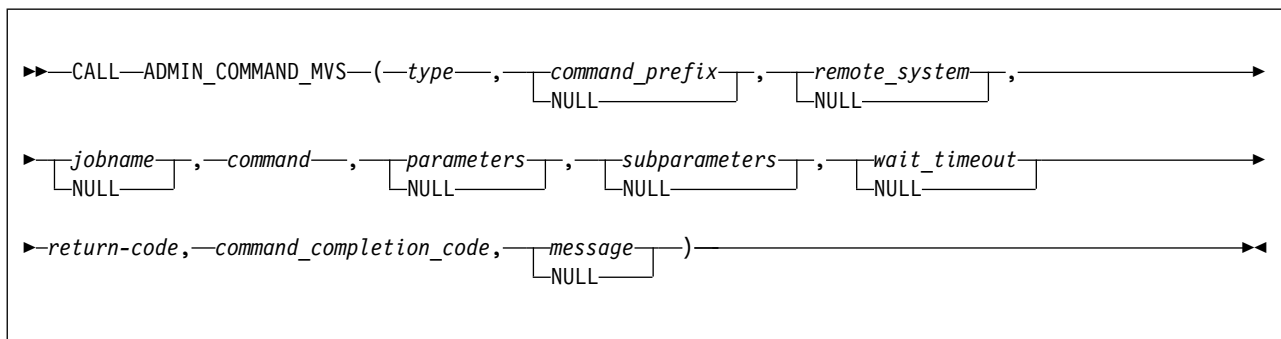 CALL ADMIN_COMMAND_MVS ( type , command_prefix , remote_system ,
NULL NULL
jobname , command , parameters , subparameters , wait_timeout
NULL NULL NULL NULL
return-code, command_completion_code, message )
NULL